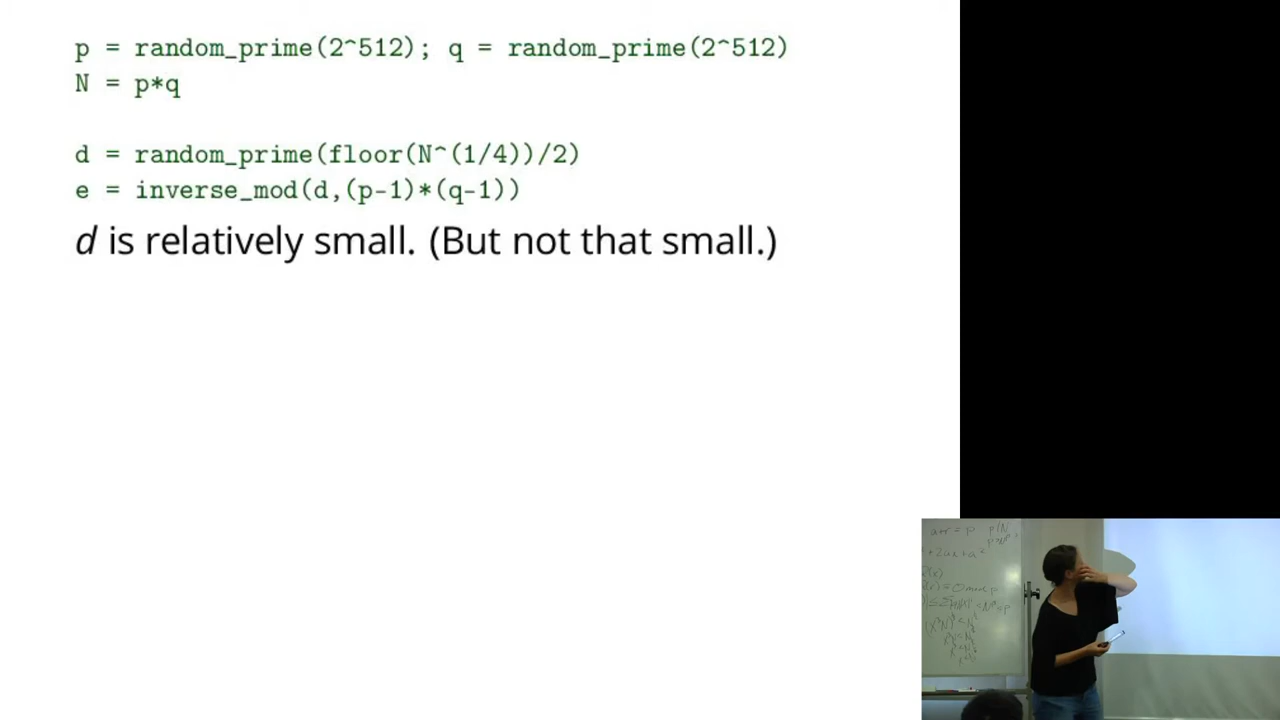 p = random_prime(2^512); q = random_prime(2^512)
N = p*q
d = random_prime(floor(N^(1/4))/2)
e = inverse_mod(d,(p-1)*(q-1))
d is relatively small. (But not that small.)
a+r = p p|N